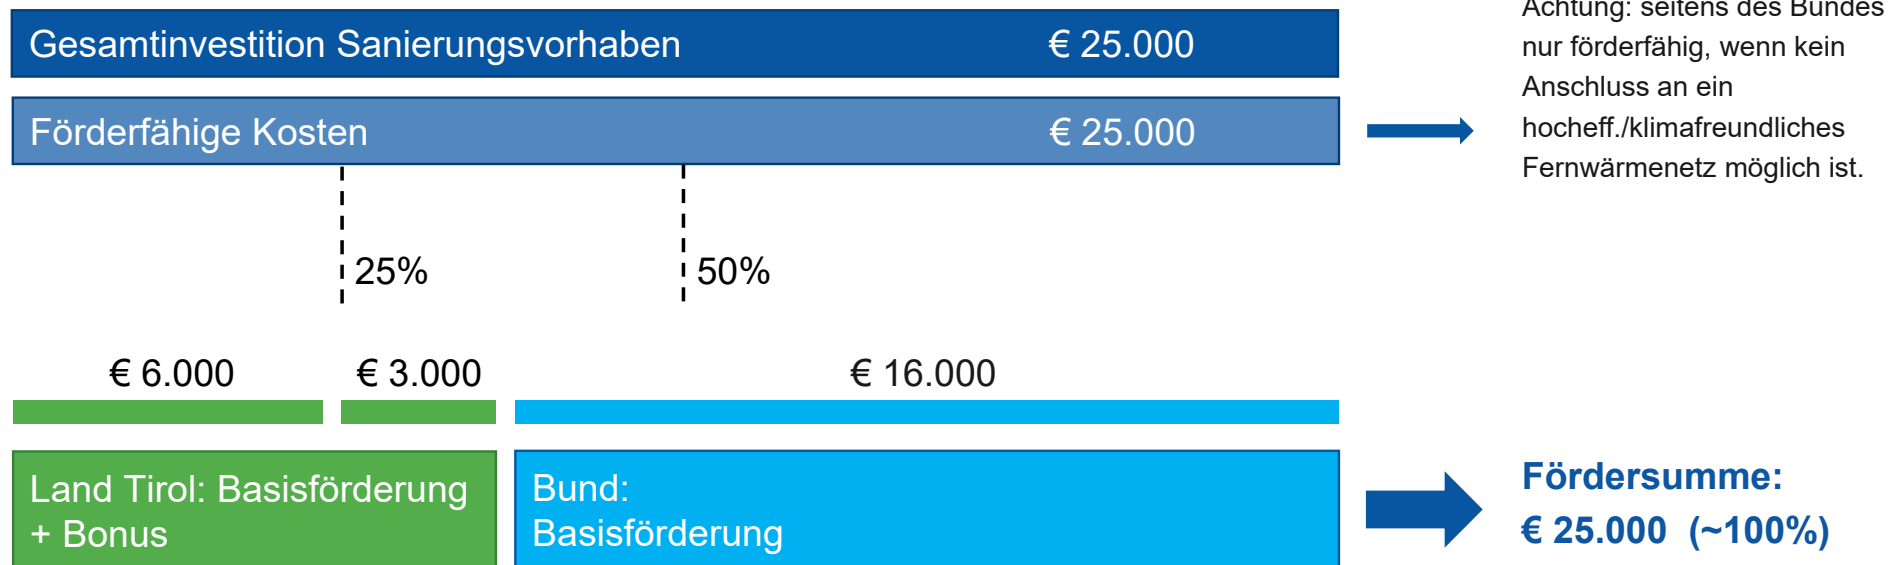 Gesamtinvestition Sanierungsvorhaben € 25.000
Förderfähige Kosten € 25.000
Achtung: seitens des Bundes
nur förderfähig, wenn kein
Anschluss an ein
hocheff./klimafreundliches
Fernwärmenetz möglich ist.
25% 50%
€ 6.000 € 3.000 € 16.000
Land Tirol: Basisförderung
+ Bonus
Bund:
Basisförderung
Fördersumme:
€ 25.000 (~100%)